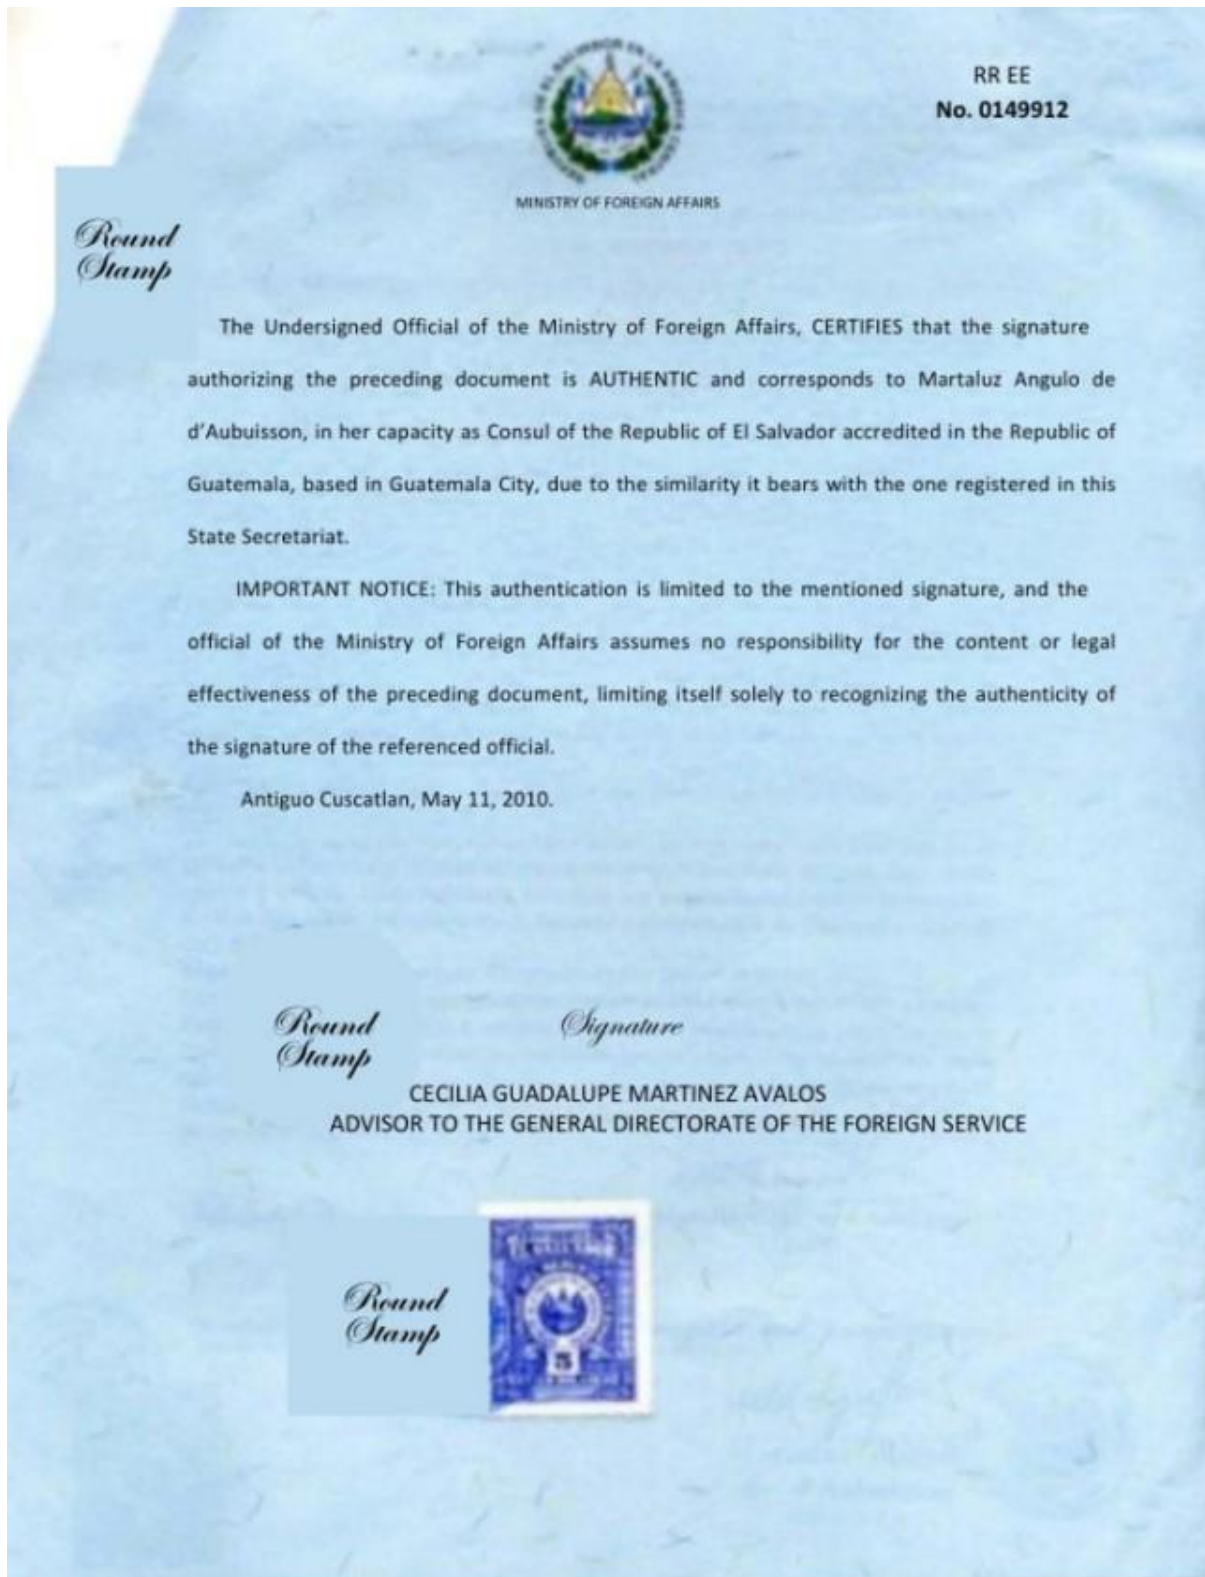 RR EE
No. 0149912
MINISTRY OF FOREIGN AFFAIRS
Round
Stamp
The Undersigned Official of the Ministry of Foreign Affairs, CERTIFIES that the signature
authorizing the preceding document is AUTHENTIC and corresponds to Martaluz Angulo de
d’Aubuisson, in her capacity as Consul of the Republic of El Salvador accredited in the Republic of
Guatemala, based in Guatemala City, due to the similarity it bears with the one registered in this
State Secretariat.
IMPORTANT NOTICE: This authentication is limited to the mentioned signature, and the
official of the Ministry of Foreign Affairs assumes no responsibility for the content or legal
effectiveness of the preceding document, limiting itself solely to recognizing the authenticity of
the signature of the referenced official.
Antiguo Cuscatlan, May 11, 2010.
Round
Stamp
Signature
CECILIA GUADALUPE MARTINEZ AVALOS
ADVISOR TO THE GENERAL DIRECTORATE OF THE FOREIGN SERVICE
Round
Stamp
5